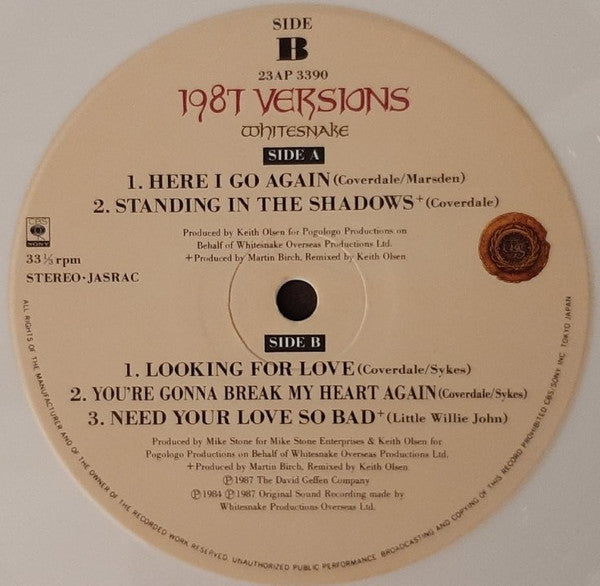 SIDE
B
23AP 3390
1987 VERSIONS
WHITESNAKE
SIDE A
1. HERE I GO AGAIN (Coverdale/Marsden)
2. STANDING IN THE SHADOWS+ (Coverdale)
Produced by Keith Olsen for Pogologo Productions on
Behalf of Whitesnake Overseas Productions Ltd.
+Produced by Martin Birch, Remixed by Keith Olsen
CBS
SONY
33 ⅓ rpm
STEREO·JASRAC
SIDE B
1. LOOKING FOR LOVE (Coverdale/Sykes)
2. YOU'RE GONNA BREAK MY HEART AGAIN (Coverdale/Sykes)
3. NEED YOUR LOVE SO BAD+ (Little Willie John)
Produced by Mike Stone for Mike Stone Enterprises & Keith Olsen for
Pogologo Productions on Behalf of Whitesnake Overseas Productions Ltd.
+Produced by Martin Birch, Remixed by Keith Olsen.
℗1987 The David Geffen Company
℗1984 ℗1987 Original Sound Recording made by
Whitesnake Productions Overseas Ltd.
ALL RIGHTS OF THE MANUFACTURER AND OF THE OWNER OF THE RECORDED WORK RESERVED. UNAUTHORIZED PUBLIC PERFORMANCE, BROADCASTING AND COPYING OF THIS RECORD PROHIBITED CBS/SONY INC. TOKYO JAPAN